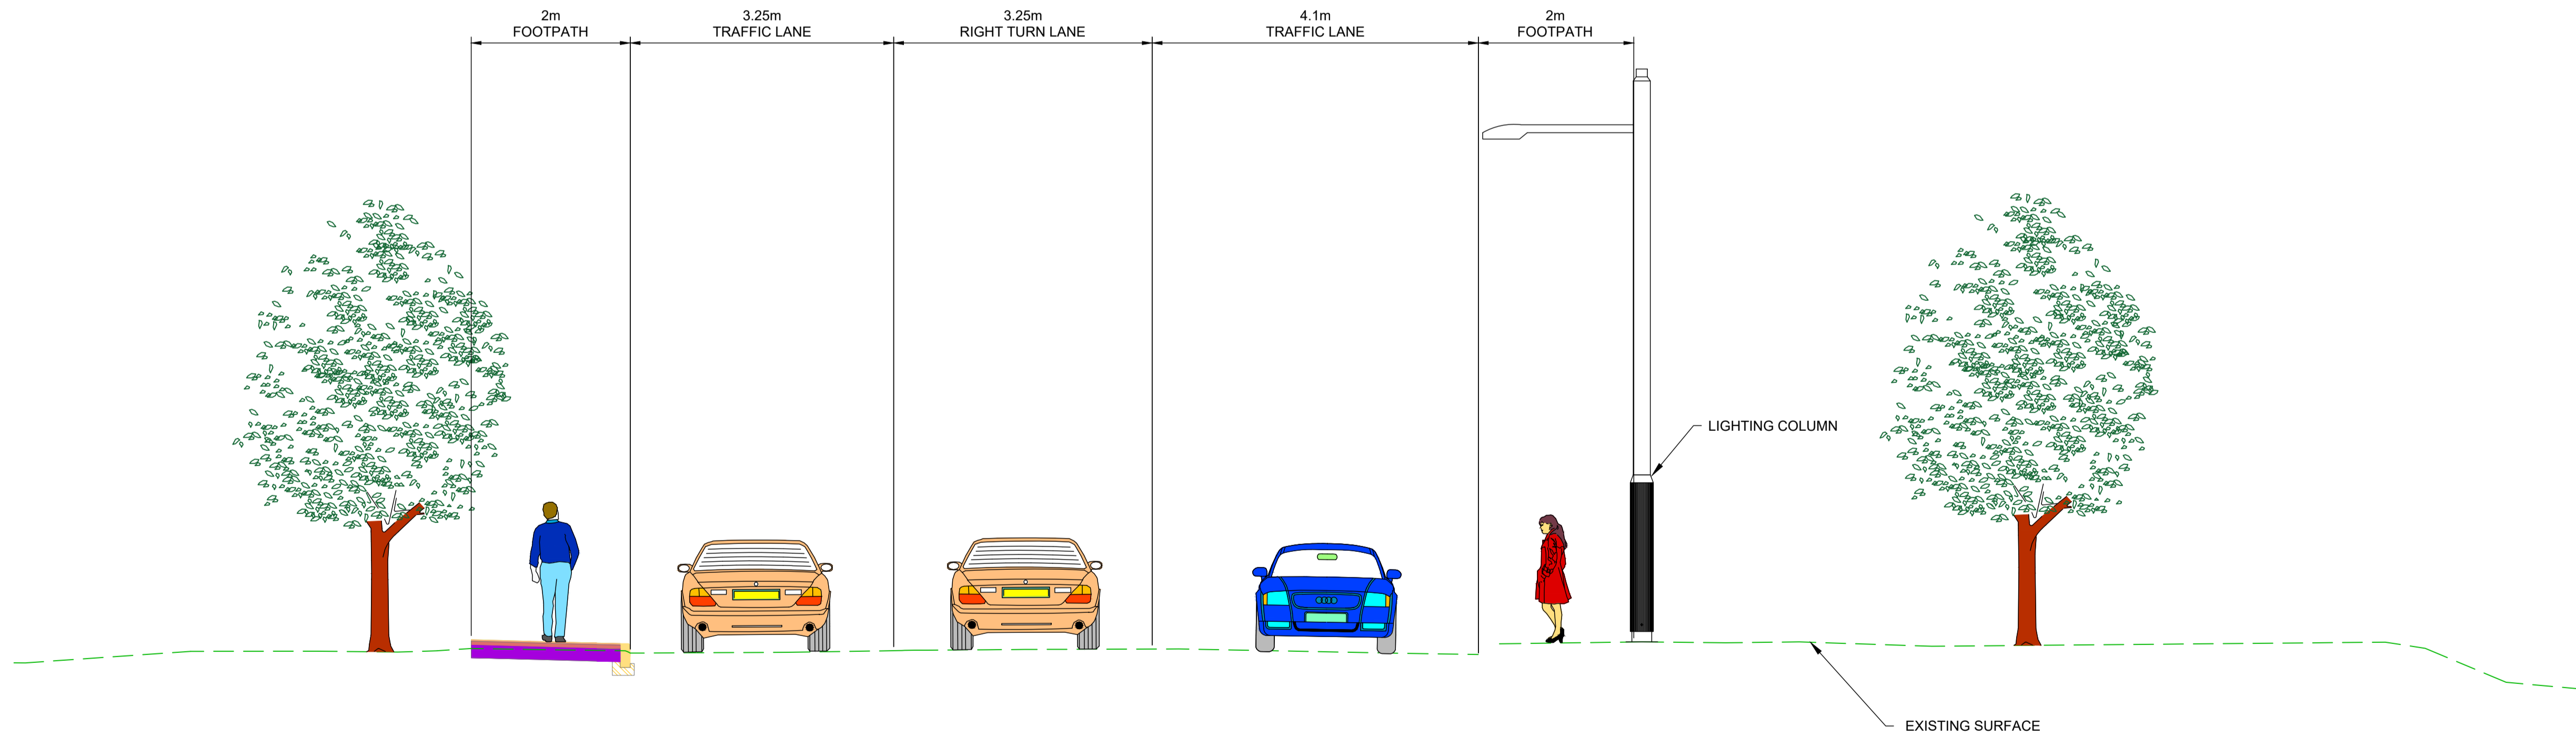 2m
FOOTPATH
3.25m
TRAFFIC LANE
3.25m
RIGHT TURN LANE
4.1m
TRAFFIC LANE
2m
FOOTPATH
LIGHTING COLUMN
EXISTING SURFACE